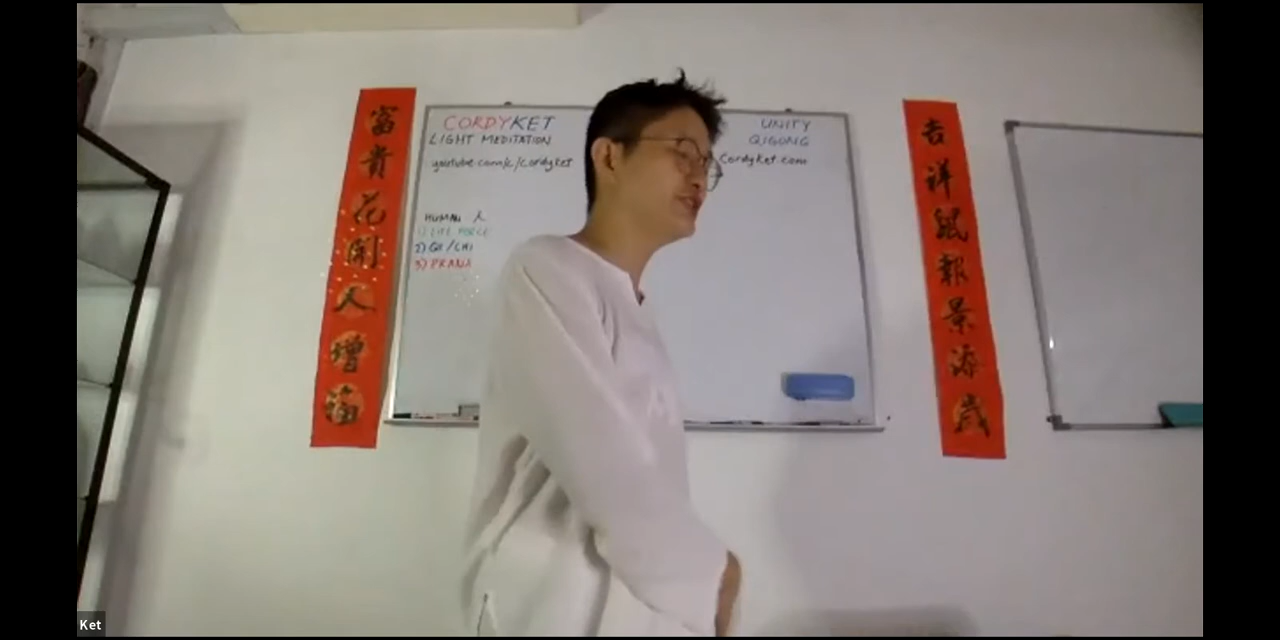 富貴花開人增福
CORDYKET
LIGHT MEDITATION
youtube.com/c/cordyket
HUMAN 人
1) LIFE FORCE
2) QI / CHI
3) PRANA
UNITY
QIGONG
Cordyket.com
吉祥鼠報景添歲
Ket